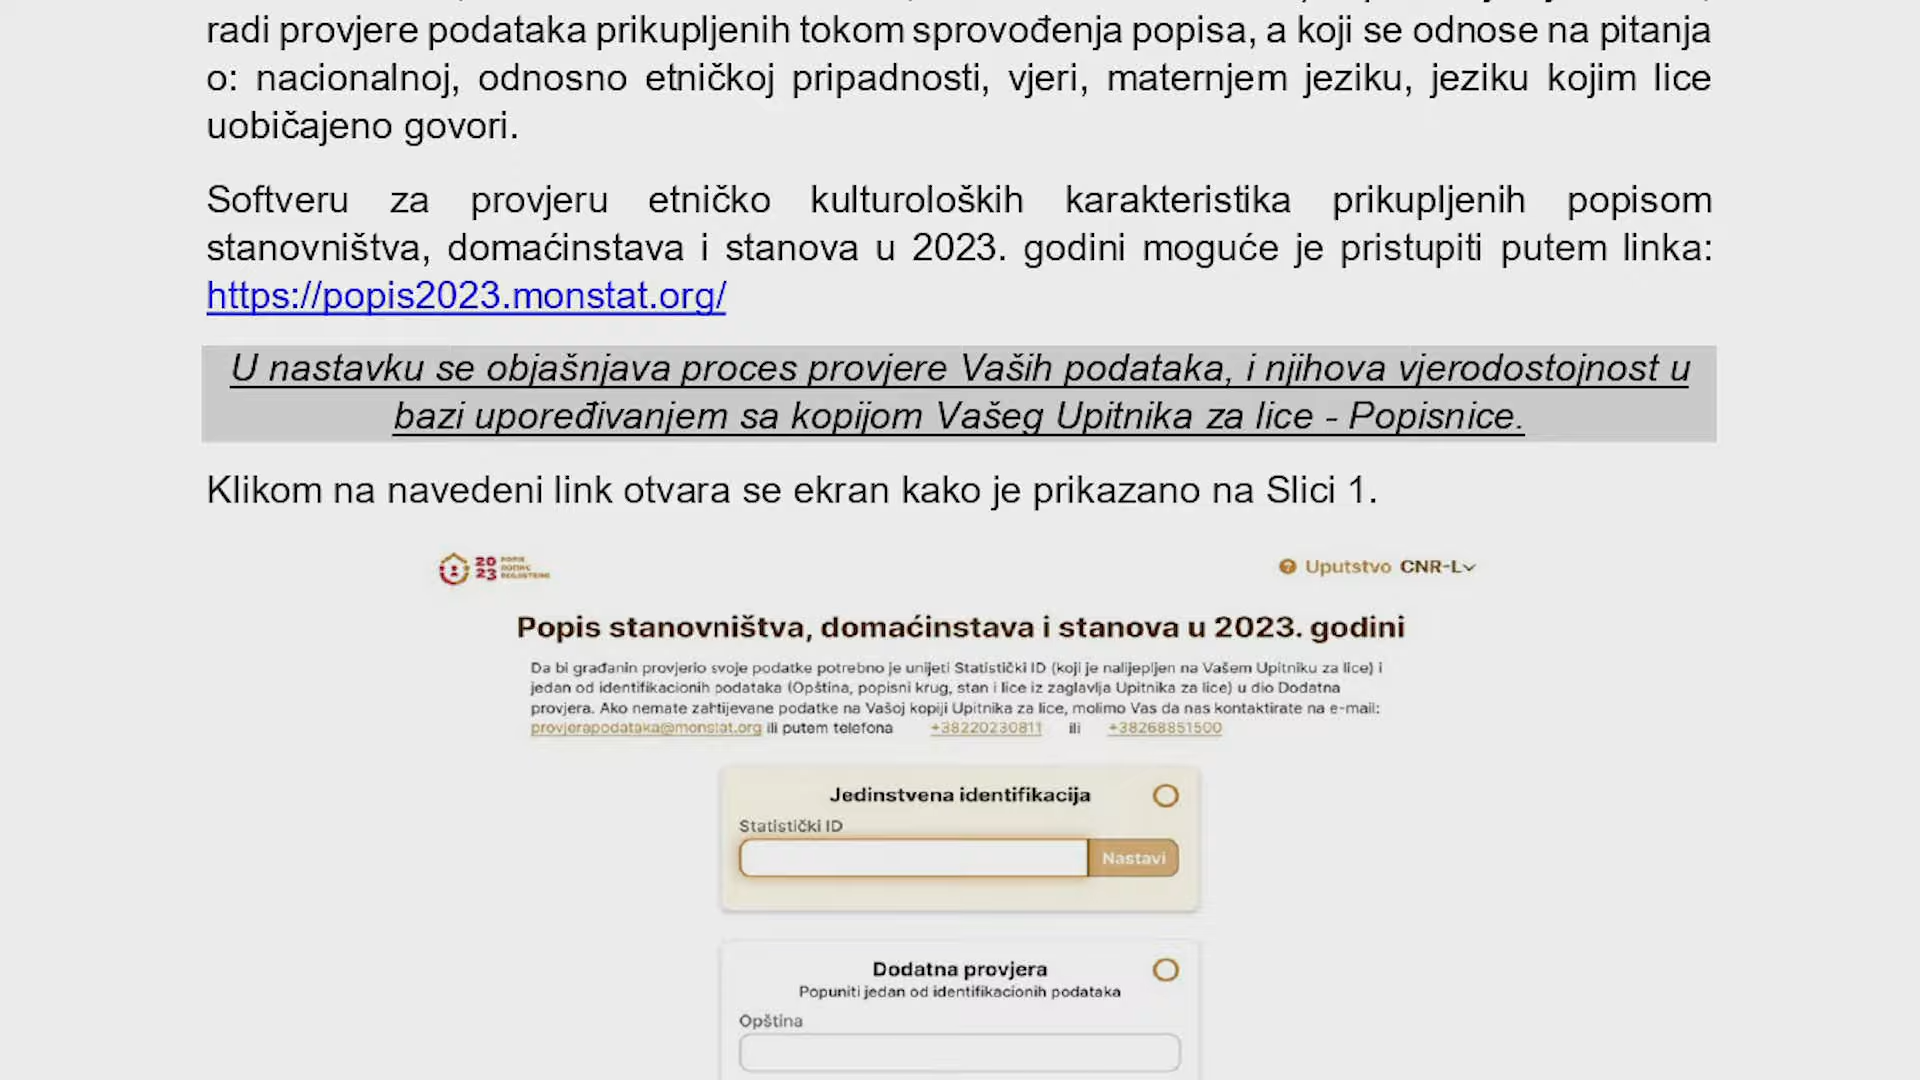 radi provjere podataka prikupljenih tokom sprovođenja popisa, a koji se odnose na pitanja
o: nacionalnoj, odnosno etničkoj pripadnosti, vjeri, maternjem jeziku, jeziku kojim lice
uobičajeno govori.
Softveru za provjeru etničko kulturoloških karakteristika prikupljenih popisom
stanovništva, domaćinstava i stanova u 2023. godini moguće je pristupiti putem linka:
https://popis2023.monstat.org/
U nastavku se objašnjava proces provjere Vaših podataka, i njihova vjerodostojnost u
bazi upoređivanjem sa kopijom Vašeg Upitnika za lice - Popisnice.
Klikom na navedeni link otvara se ekran kako je prikazano na Slici 1.
2023 POPIS
Uputstvo CNR-L
Popis stanovništva, domaćinstava i stanova u 2023. godini
Da bi građanin provjerio svoje podatke potrebno je unijeti Statistički ID (koji je nalijepljen na Vašem Upitniku za lice) i
jedan od identifikacionih podataka (Opština, popisni krug, stan i lice iz zaglavlja Upitnika za lice) u dio Dodatna
provjera. Ako nemate zahtijevane podatke na Vašoj kopiji Upitnika za lice, molimo Vas da nas kontaktirate na e-mail:
provjerapodataka@monstat.org ili putem telefona +38220230811 ili +38268851500
Jedinstvena identifikacija
Statistički ID
Nastavi
Dodatna provjera
Popuniti jedan od identifikacionih podataka
Opština